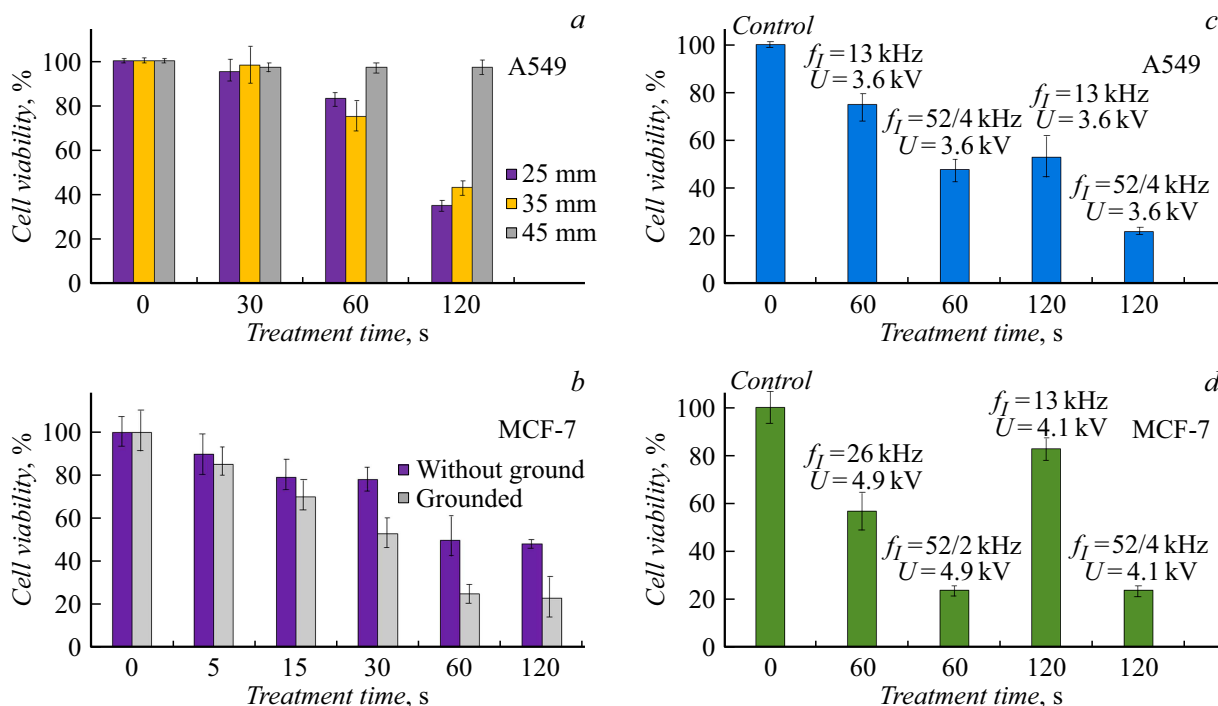 a
A549
Cell viability, %
100
80
60
40
20
0
25 mm
35 mm
45 mm
0 30 60 120
Treatment time, s
b
MCF-7
Cell viability, %
100
80
60
40
20
0
Without ground
Grounded
0 5 15 30 60 120
Treatment time, s
c
A549
Control
Cell viability, %
100
80
60
40
20
0
f_I = 13 kHz
U = 3.6 kV
f_I = 52/4 kHz
U = 3.6 kV
f_I = 13 kHz
U = 3.6 kV
f_I = 52/4 kHz
U = 3.6 kV
0 60 60 120 120
Treatment time, s
d
MCF-7
Control
Cell viability, %
100
80
60
40
20
0
f_I = 26 kHz
U = 4.9 kV
f_I = 52/2 kHz
U = 4.9 kV
f_I = 13 kHz
U = 4.1 kV
f_I = 52/4 kHz
U = 4.1 kV
0 60 60 120 120
Treatment time, s